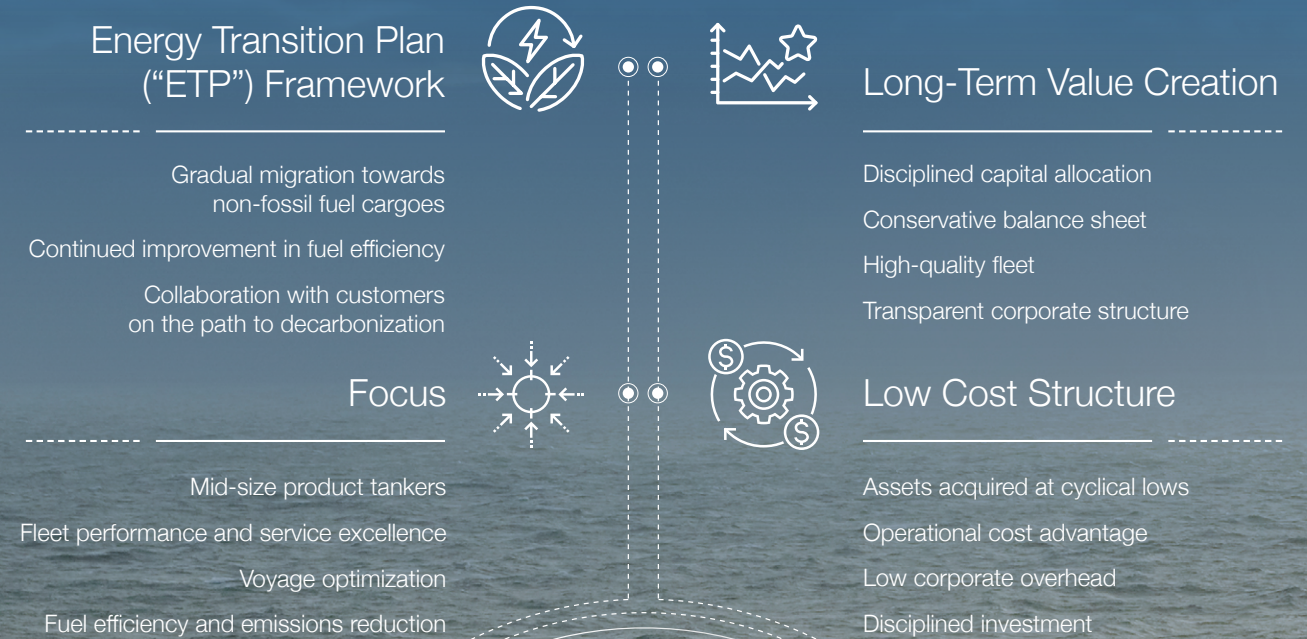 Energy Transition Plan
(“ETP”) Framework
Gradual migration towards
non-fossil fuel cargoes
Continued improvement in fuel efficiency
Collaboration with customers
on the path to decarbonization
Long-Term Value Creation
Disciplined capital allocation
Conservative balance sheet
High-quality fleet
Transparent corporate structure
Focus
Mid-size product tankers
Fleet performance and service excellence
Voyage optimization
Fuel efficiency and emissions reduction
$
$
Low Cost Structure
Assets acquired at cyclical lows
Operational cost advantage
Low corporate overhead
Disciplined investment